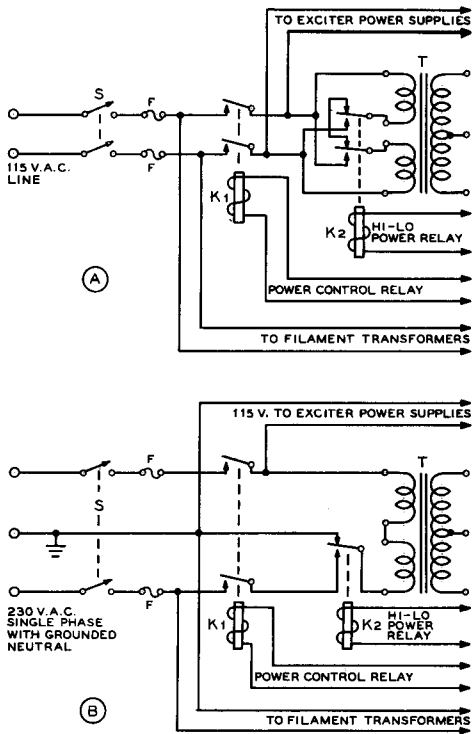 TO EXCITER POWER SUPPLIES
T
S
F
F
115 V.A.C.
LINE
K1
K2
HI-LO
POWER RELAY
A
POWER CONTROL RELAY
TO FILAMENT TRANSFORMERS
115 V. TO EXCITER POWER SUPPLIES
T
F
S
F
230 V.A.C.
SINGLE PHASE
WITH GROUNDED
NEUTRAL
K1
K2
HI-LO
POWER
RELAY
POWER CONTROL RELAY
B
TO FILAMENT TRANSFORMERS